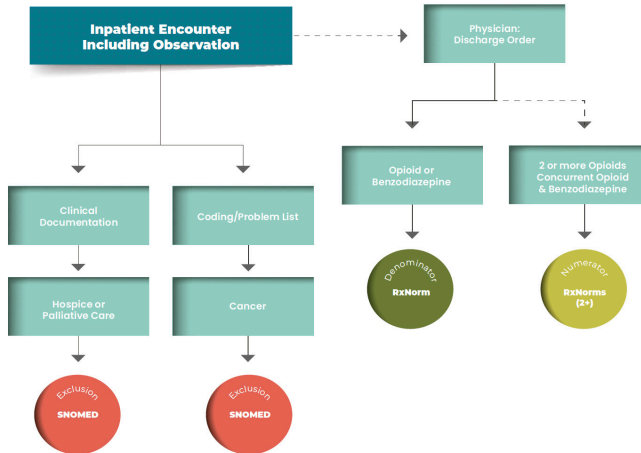 Inpatient Encounter
Including Observation
Physician:
Discharge Order
Opioid or
Benzodiazepine
2 or more Opioids
Concurrent Opioid
& Benzodiazepine
Clinical
Documentation
Coding/Problem List
Denominator
RxNorm
Numerator
RxNorms
(2+)
Hospice or
Palliative Care
Cancer
Exclusion
SNOMED
Exclusion
SNOMED